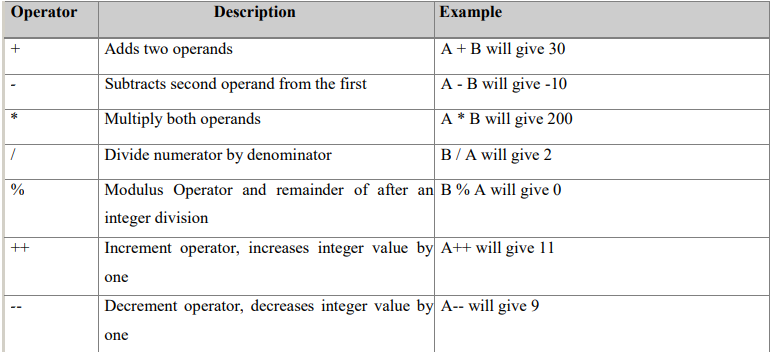 Operator Description Example
+ Adds two operands A + B will give 30
- Subtracts second operand from the first A - B will give -10
* Multiply both operands A * B will give 200
/ Divide numerator by denominator B / A will give 2
% Modulus Operator and remainder of after an B % A will give 0
integer division
++ Increment operator, increases integer value by A++ will give 11
one
-- Decrement operator, decreases integer value by A-- will give 9
one